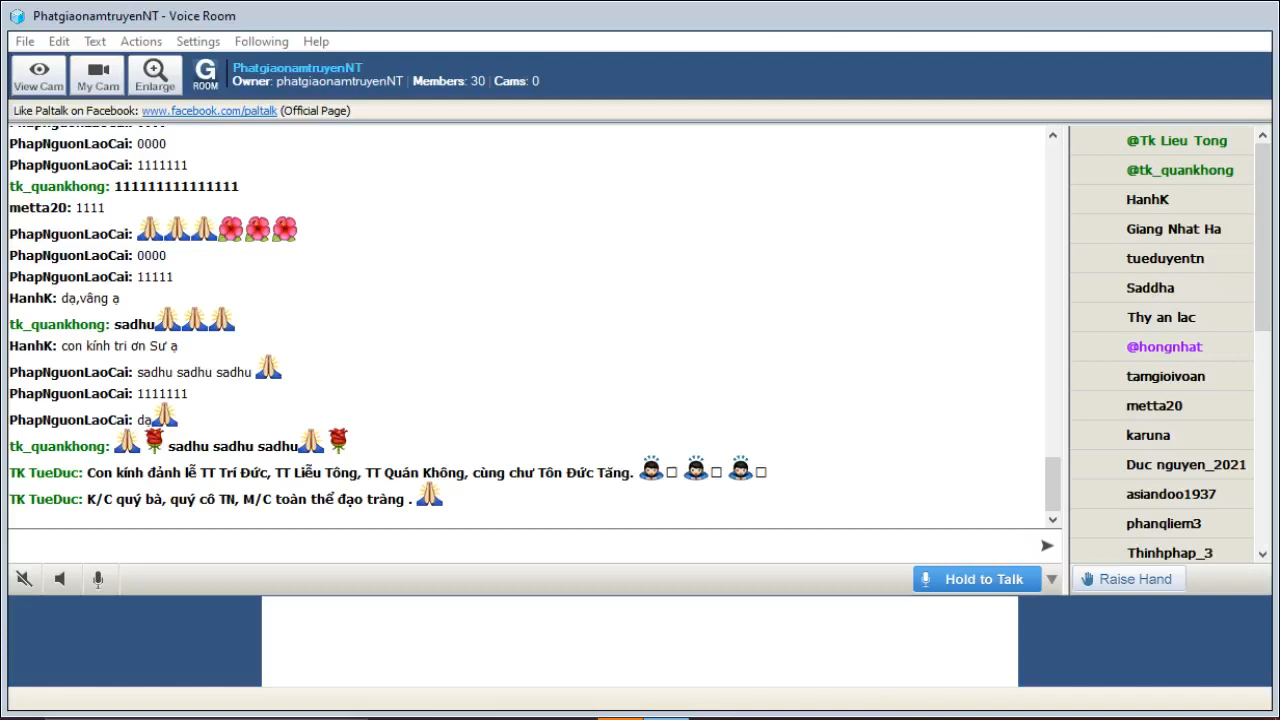 PhatgiaonamtruyenNT - Voice Room
File Edit Text Actions Settings Following Help
View Cam My Cam Enlarge G ROOM
PhatgiaonamtruyenNT
Owner: phatgiaonamtruyenNT Members: 30 Cams: 0
Like Paltalk on Facebook: www.facebook.com/paltalk (Official Page)
PhapNguonLaoCai: 0000
PhapNguonLaoCai: 1111111
tk_quankhong: 111111111111111
metta20: 1111
PhapNguonLaoCai: 🙏🙏🙏🌺🌺🌺
PhapNguonLaoCai: 0000
PhapNguonLaoCai: 11111
HanhK: dạ,vâng ạ
tk_quankhong: sadhu🙏🙏🙏
HanhK: con kính tri ơn Sư ạ
PhapNguonLaoCai: sadhu sadhu sadhu 🙏
PhapNguonLaoCai: 1111111
PhapNguonLaoCai: dạ🙏
tk_quankhong: 🙏🌹 sadhu sadhu sadhu🙏🌹
TK TueDuc: Con kính đảnh lễ TT Trí Đức, TT Liễu Tông, TT Quán Không, cùng chư Tôn Đức Tăng. 🙇□ 🙇□ 🙇□
TK TueDuc: K/C quý bà, quý cô TN, M/C toàn thể đạo tràng . 🙏
@Tk Lieu Tong
@tk_quankhong
HanhK
Giang Nhat Ha
tueduyentn
Saddha
Thy an lac
@hongnhat
tamgioivoan
metta20
karuna
Duc nguyen_2021
asiandoo1937
phanqliem3
Thinhphap_3
Hold to Talk
Raise Hand